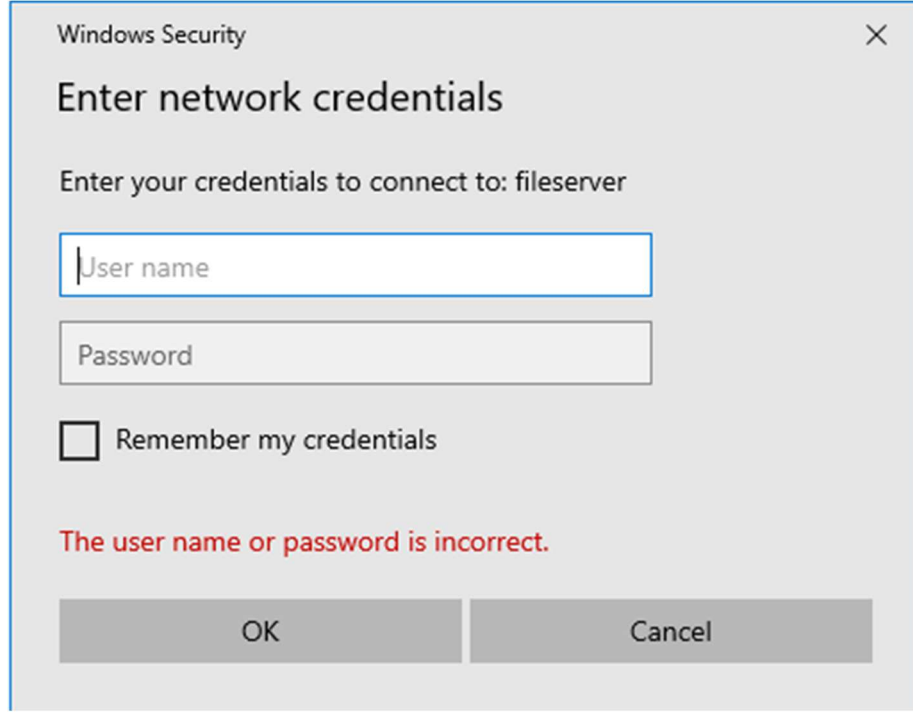 Windows Security
Enter network credentials
Enter your credentials to connect to: fileserver
User name
Password
Remember my credentials
The user name or password is incorrect.
OK
Cancel